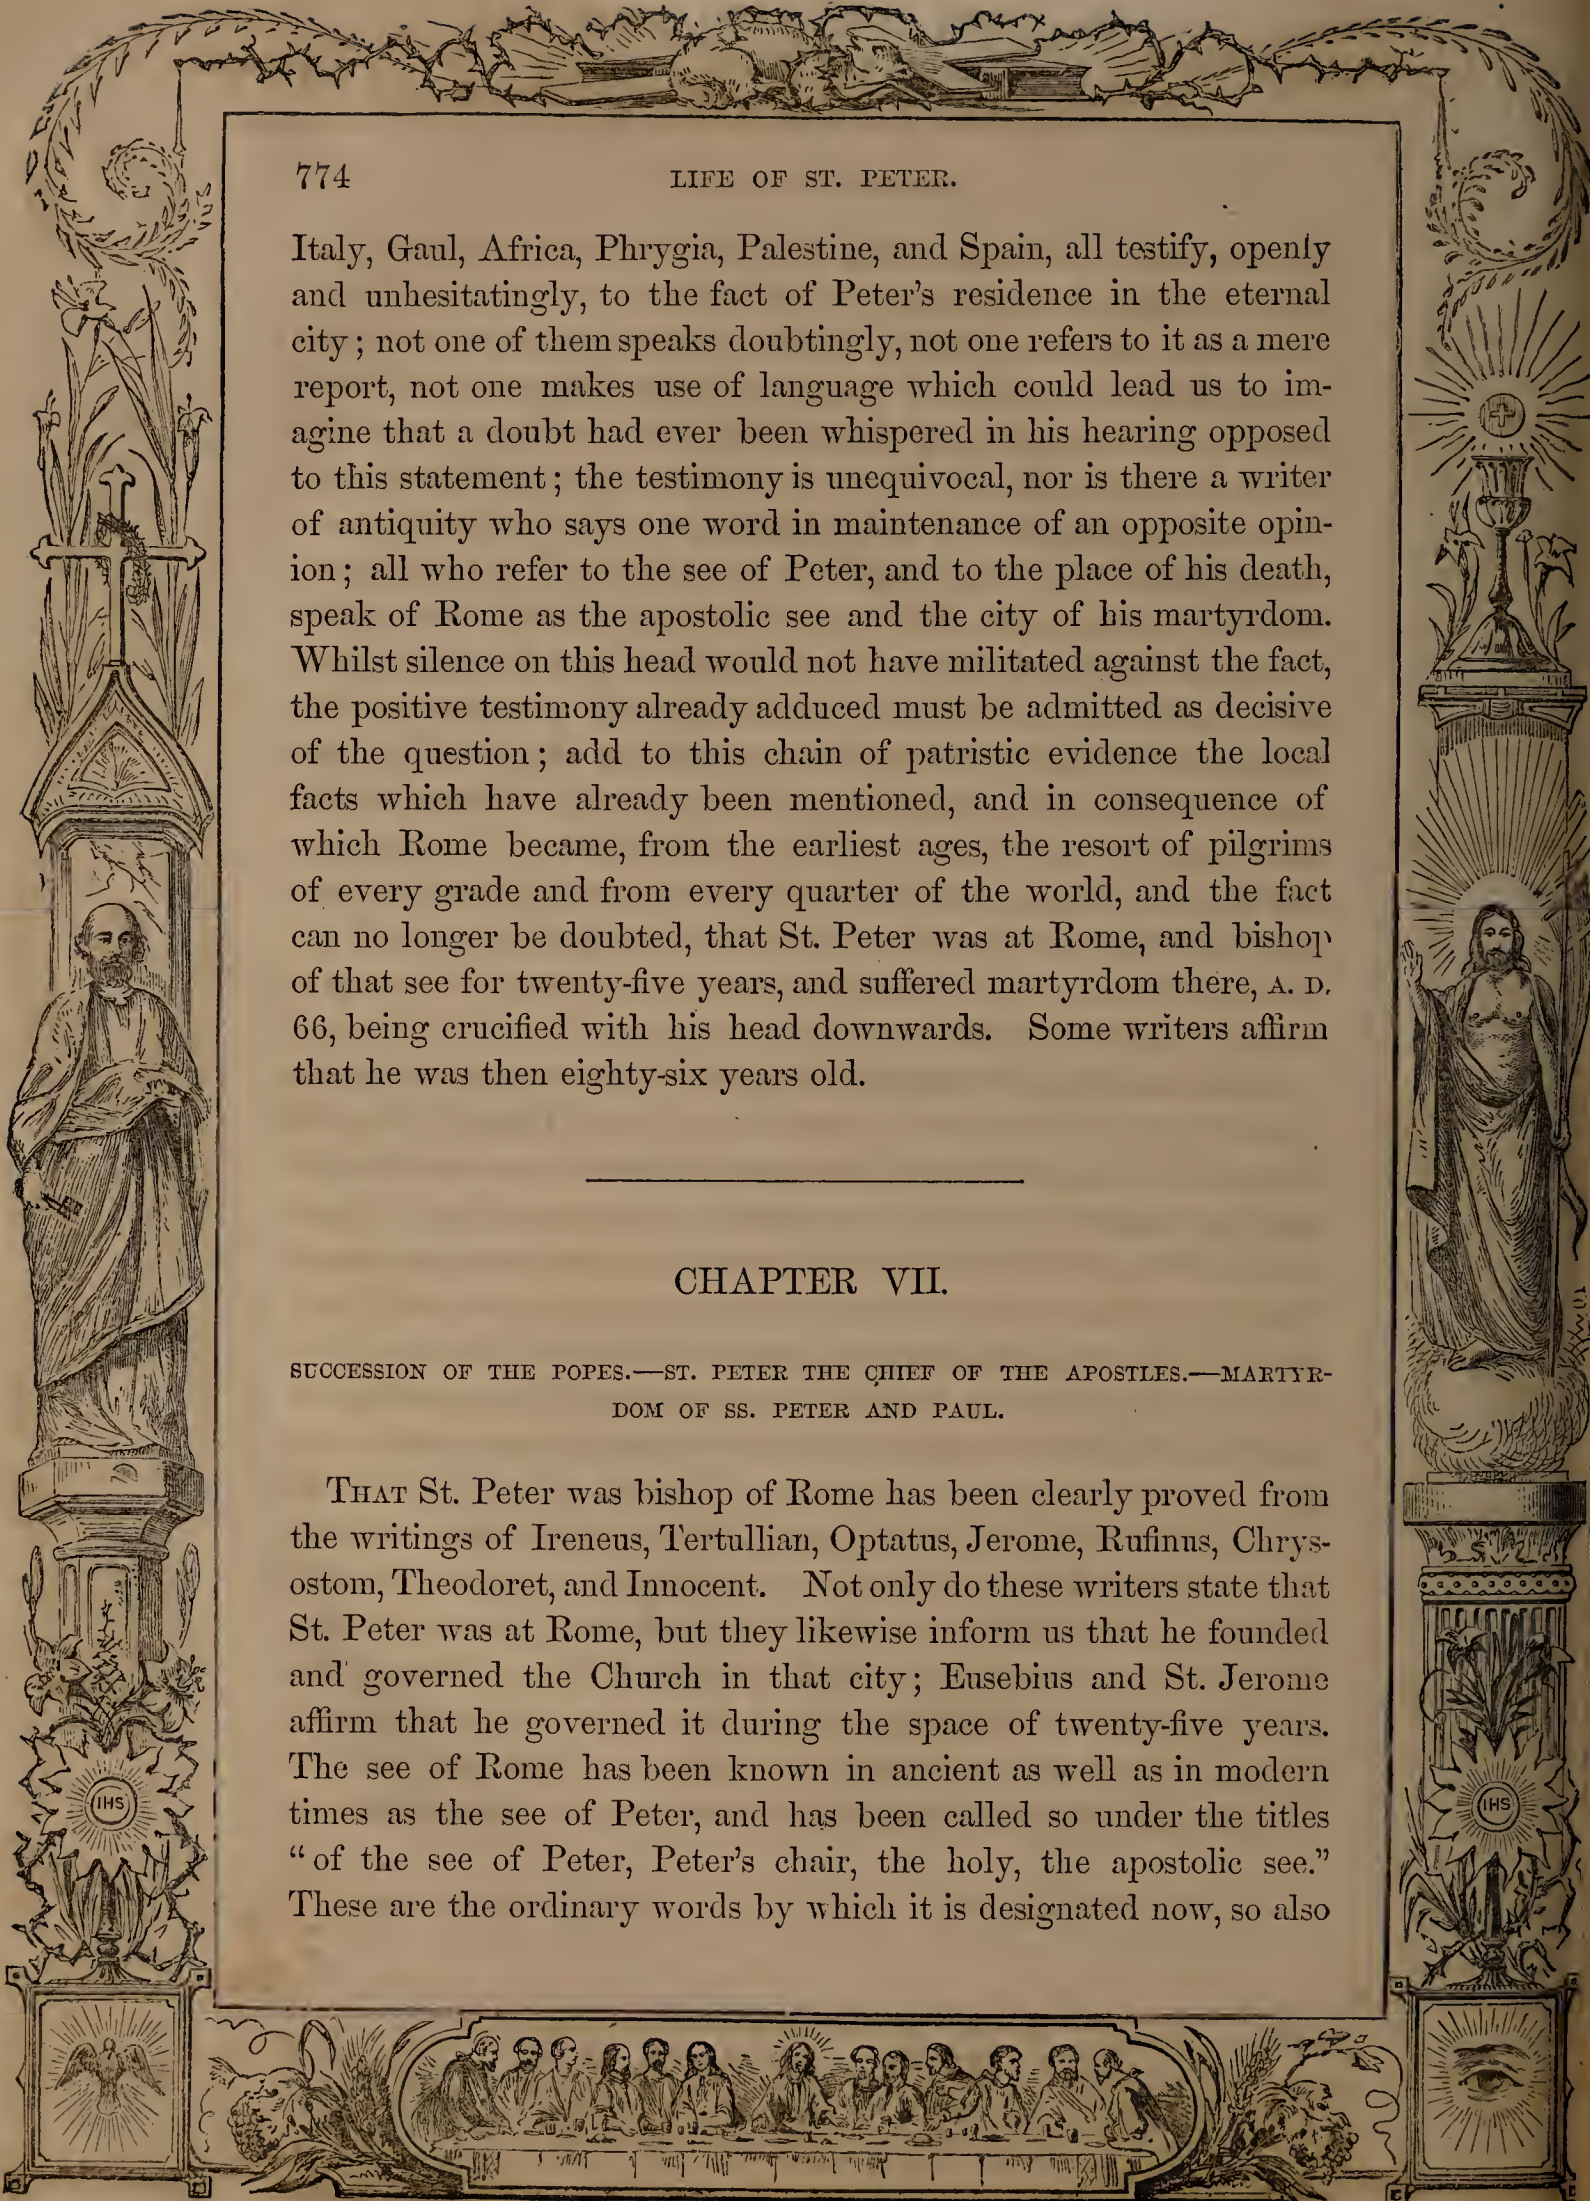 774 LIFE OF ST. PETER.
Italy, Gaul, Africa, Phrygia, Palestine, and Spain, all testify, openly
and unhesitatingly, to the fact of Peter's residence in the eternal
city; not one of them speaks doubtingly, not one refers to it as a mere
report, not one makes use of language which could lead us to im-
agine that a doubt had ever been whispered in his hearing opposed
to this statement; the testimony is unequivocal, nor is there a writer
of antiquity who says one word in maintenance of an opposite opin-
ion; all who refer to the see of Peter, and to the place of his death,
speak of Rome as the apostolic see and the city of his martyrdom.
Whilst silence on this head would not have militated against the fact,
the positive testimony already adduced must be admitted as decisive
of the question; add to this chain of patristic evidence the local
facts which have already been mentioned, and in consequence of
which Rome became, from the earliest ages, the resort of pilgrims
of every grade and from every quarter of the world, and the fact
can no longer be doubted, that St. Peter was at Rome, and bishop
of that see for twenty-five years, and suffered martyrdom there, A. D.
66, being crucified with his head downwards. Some writers affirm
that he was then eighty-six years old.
CHAPTER VII.
SUCCESSION OF THE POPES.—ST. PETER THE CHIEF OF THE APOSTLES.—MARTYR-
DOM OF SS. PETER AND PAUL.
THAT St. Peter was bishop of Rome has been clearly proved from
the writings of Ireneus, Tertullian, Optatus, Jerome, Rufinus, Chrys-
ostom, Theodoret, and Innocent. Not only do these writers state that
St. Peter was at Rome, but they likewise inform us that he founded
and governed the Church in that city; Eusebius and St. Jerome
affirm that he governed it during the space of twenty-five years.
The see of Rome has been known in ancient as well as in modern
times as the see of Peter, and has been called so under the titles
"of the see of Peter, Peter's chair, the holy, the apostolic see."
These are the ordinary words by which it is designated now, so also
IHS
IHS